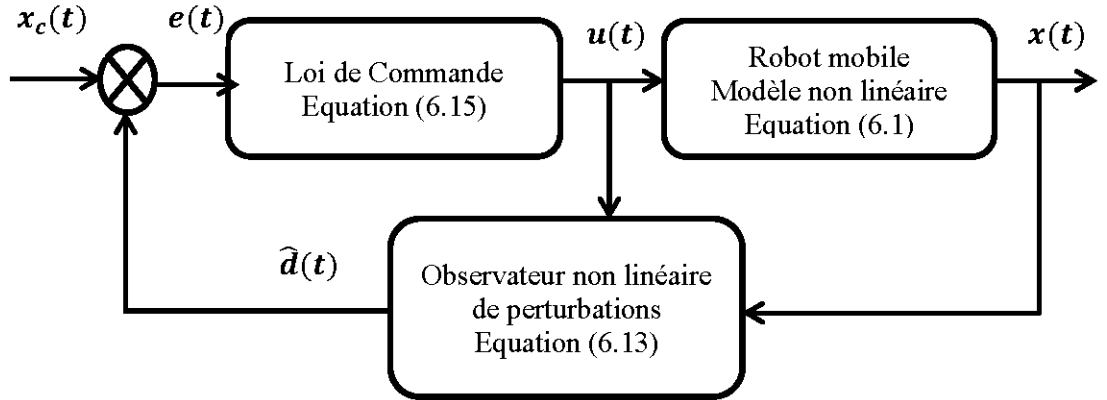 x_c(t)
e(t)
Loi de Commande
Equation (6.15)
u(t)
Robot mobile
Modèle non linéaire
Equation (6.1)
x(t)
d̂(t)
Observateur non linéaire
de perturbations
Equation (6.13)